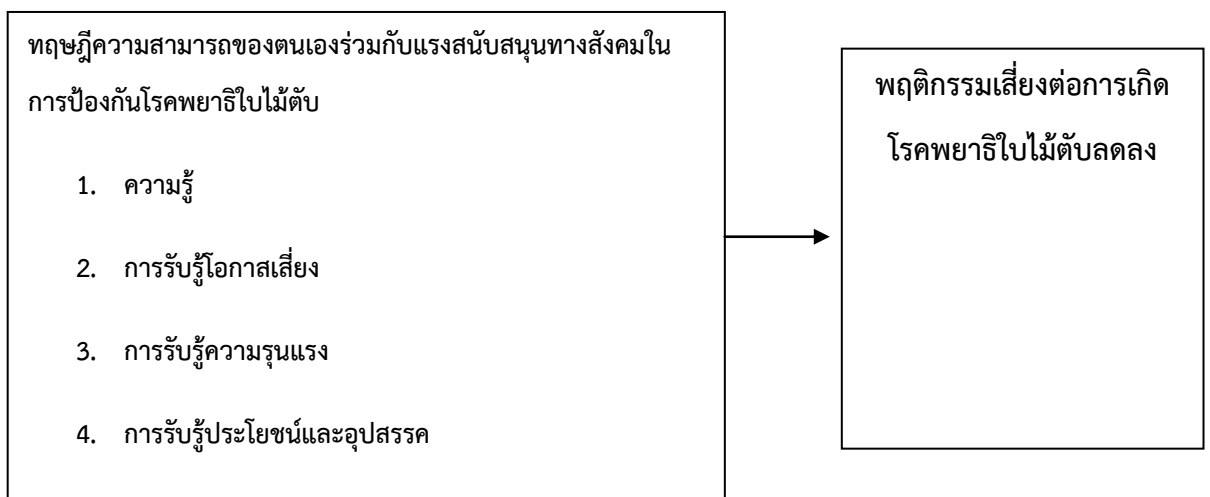 ทฤษฎีความสามารถของตนเองร่วมกับแรงสนับสนุนทางสังคมใน
การป้องกันโรคพยาธิใบไม้ตับ
1. ความรู้
2. การรับรู้โอกาสเสี่ยง
3. การรับรู้ความรุนแรง
4. การรับรู้ประโยชน์และอุปสรรค
พฤติกรรมเสี่ยงต่อการเกิด
โรคพยาธิใบไม้ตับลดลง